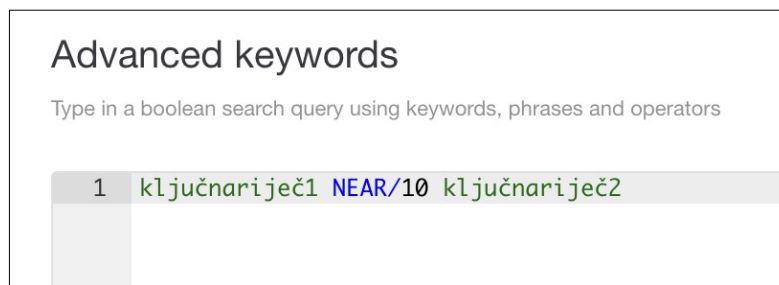 Advanced keywords
Type in a boolean search query using keywords, phrases and operators
1 ključnariječ1 NEAR/10 ključnariječ2